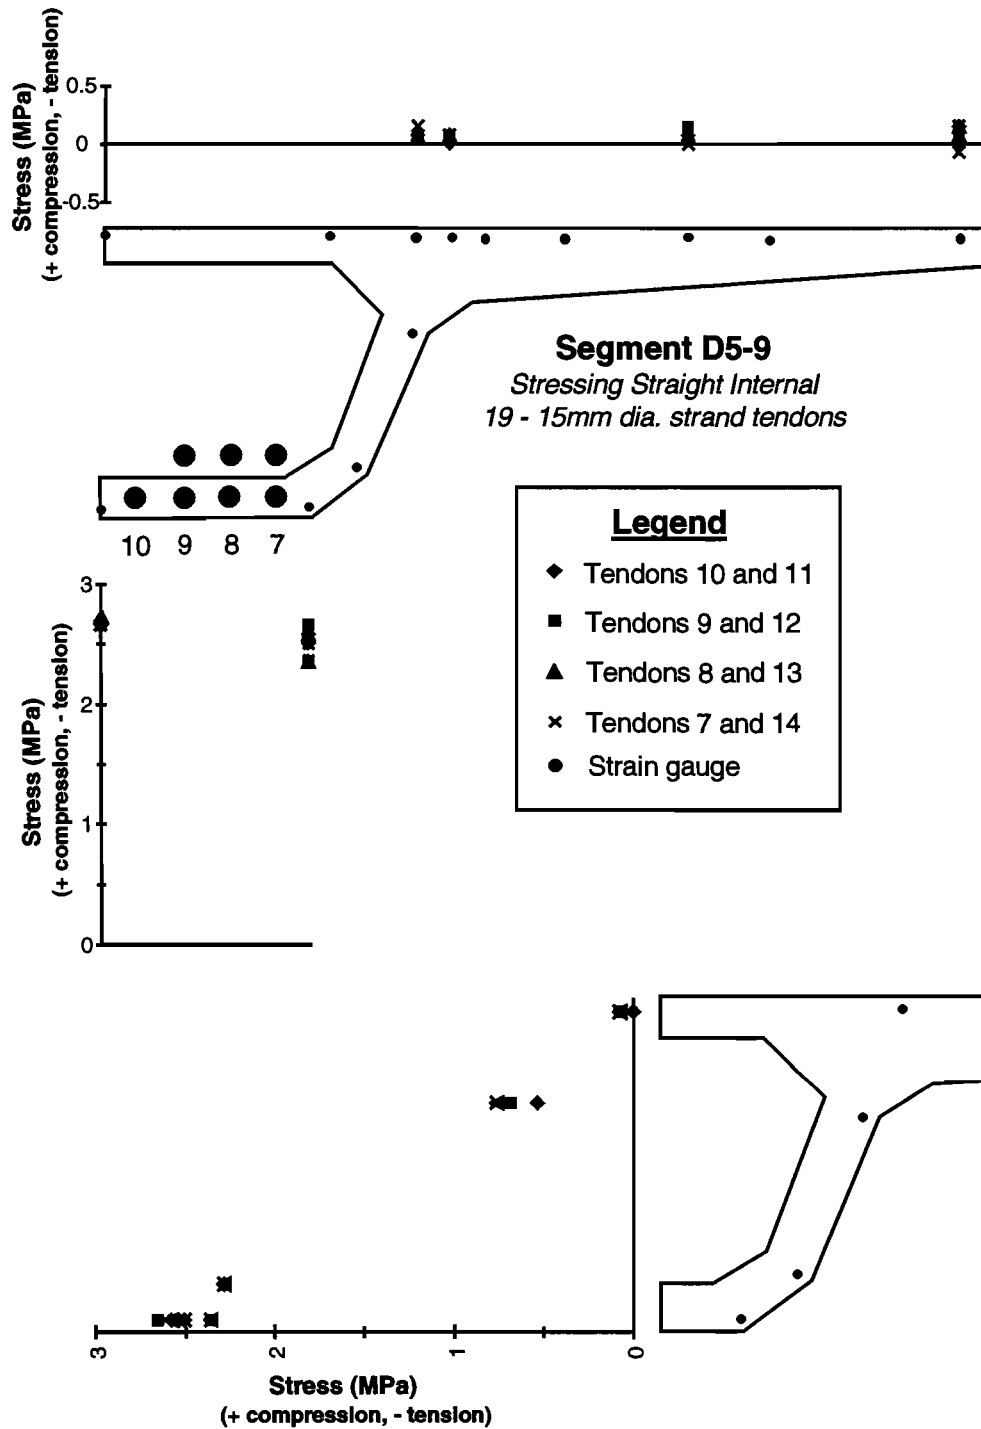 Stress (MPa)
(+ compression, - tension)
0.5
0
-0.5
Segment D5-9
Stressing Straight Internal
19 - 15mm dia. strand tendons
10 9 8 7
Legend
Tendons 10 and 11
Tendons 9 and 12
Tendons 8 and 13
Tendons 7 and 14
Strain gauge
Stress (MPa)
(+ compression, - tension)
3
2
1
0
3 2 1 0
Stress (MPa)
(+ compression, - tension)